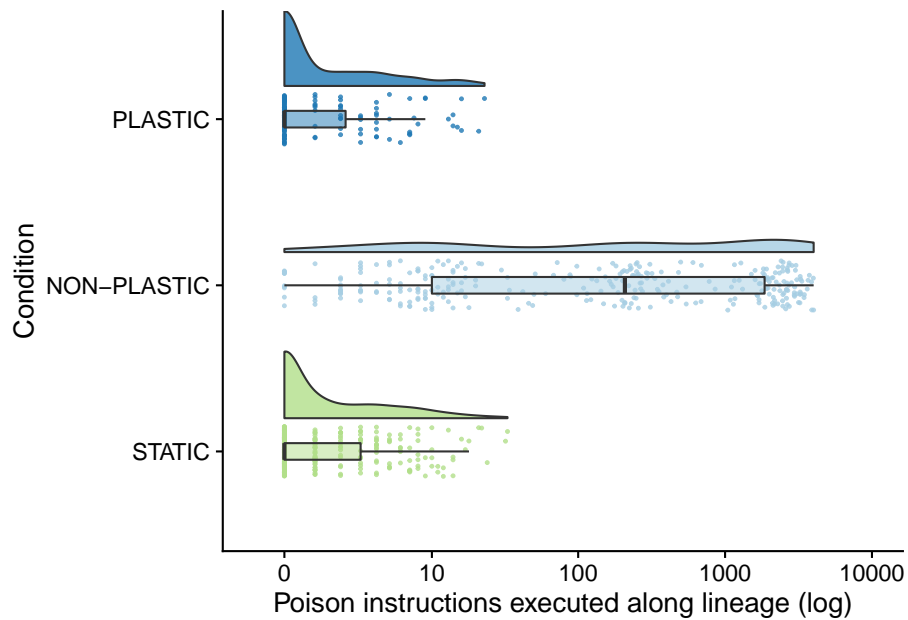 PLASTIC
NON−PLASTIC
STATIC
Condition
0 10 100 1000 10000
Poison instructions executed along lineage (log)